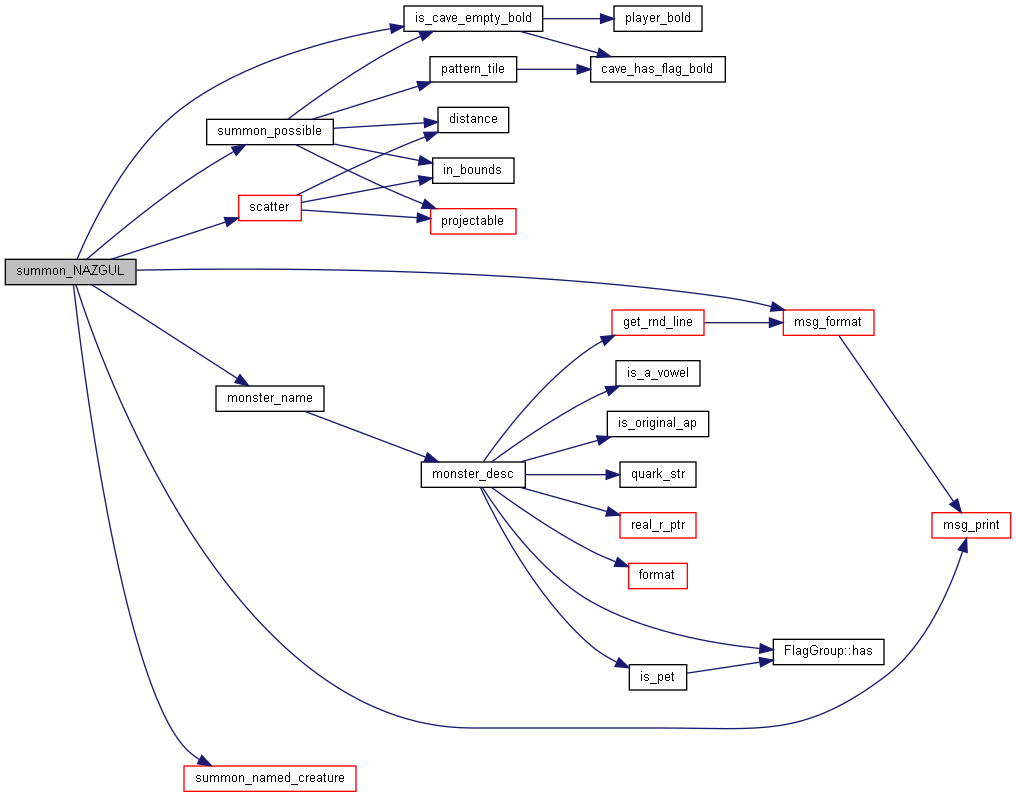 is_cave_empty_bold
player_bold
pattern_tile
cave_has_flag_bold
distance
summon_possible
in_bounds
scatter
projectable
summon_NAZGUL
get_rnd_line
msg_format
is_a_vowel
monster_name
is_original_ap
monster_desc
quark_str
real_r_ptr
msg_print
format
FlagGroup::has
is_pet
summon_named_creature